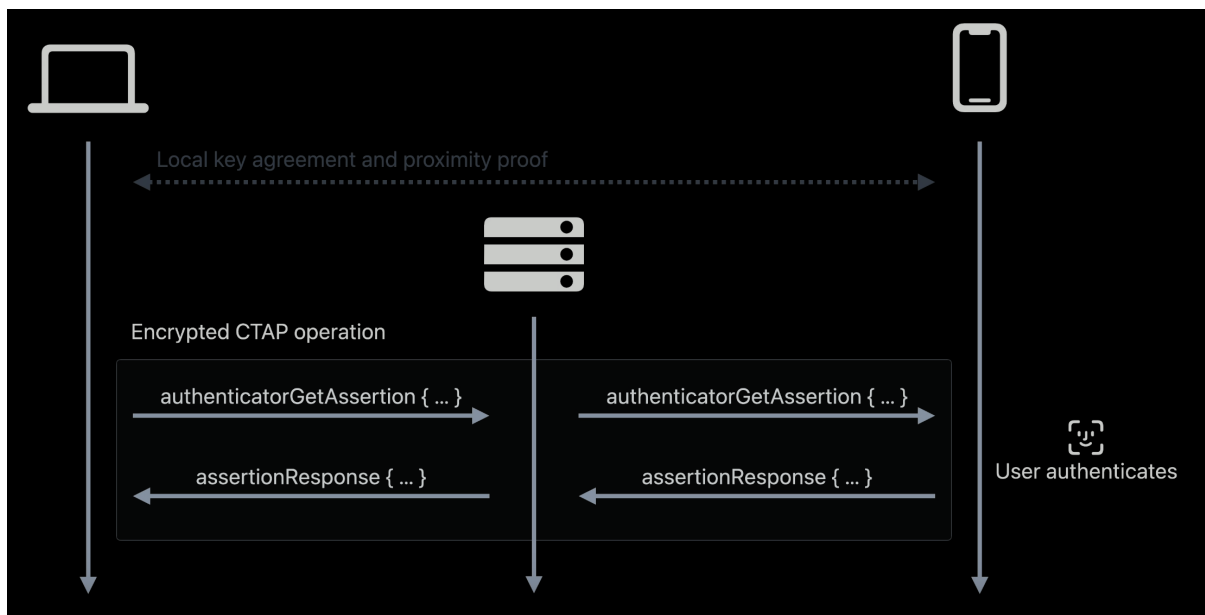 Local key agreement and proximity proof
Encrypted CTAP operation
authenticatorGetAssertion { ... }
authenticatorGetAssertion { ... }
assertionResponse { ... }
assertionResponse { ... }
User authenticates